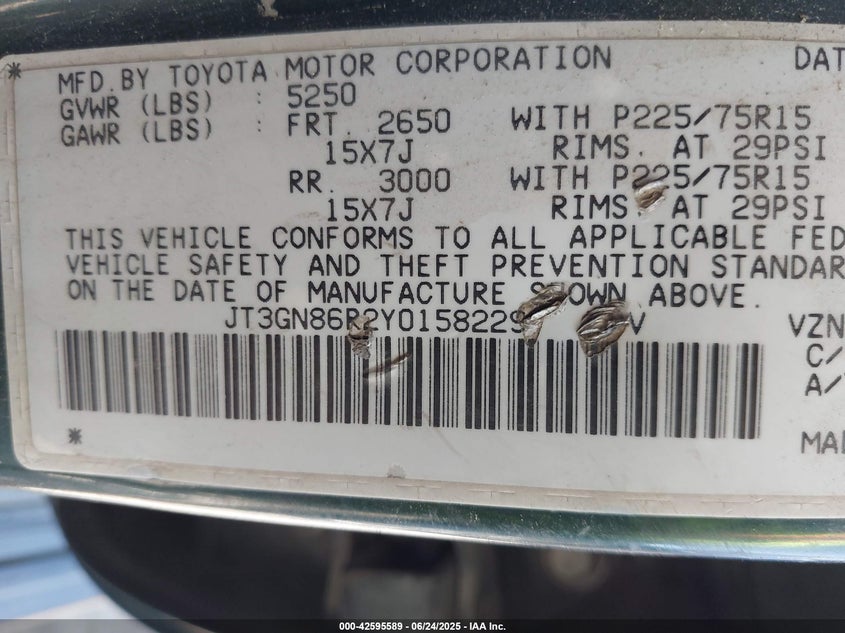 MFD.BY TOYOTA MOTOR CORPORATION DAT
GVWR (LBS) : 5250
GAWR (LBS) : FRT. 2650 WITH P225/75R15
15X7J RIMS. AT 29PSI
RR. 3000 WITH P225/75R15
15X7J RIMS AT 29PSI
THIS VEHICLE CONFORMS TO ALL APPLICABLE FED
VEHICLE SAFETY AND THEFT PREVENTION STANDAR
ON THE DATE OF MANUFACTURE SHOWN ABOVE.
V VZN
C/
A/
* MA
000-42595589 / 06/24/2025 - IAA Inc.